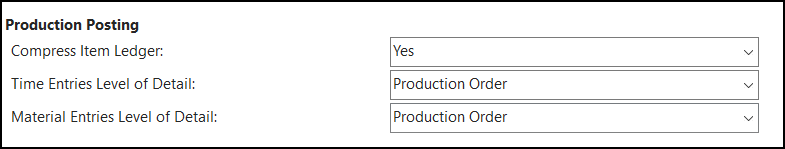 Production Posting
Compress Item Ledger: Yes
Time Entries Level of Detail: Production Order
Material Entries Level of Detail: Production Order